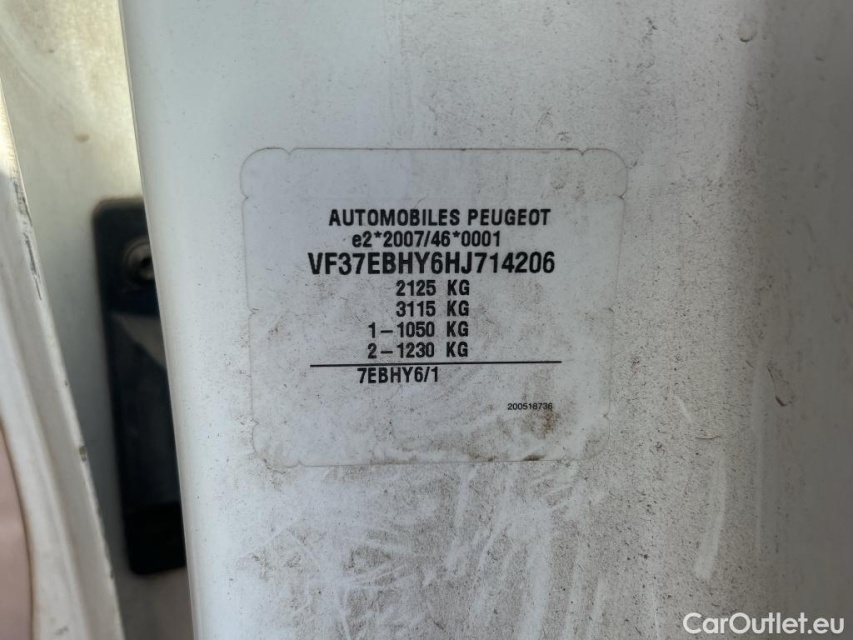 AUTOMOBILES PEUGEOT
e2*2007/46*0001
VF37EBHY6HJ714206
2125 KG
3115 KG
1-1050 KG
2-1230 KG
7EBHY6/1
200516736
CarOutlet.eu